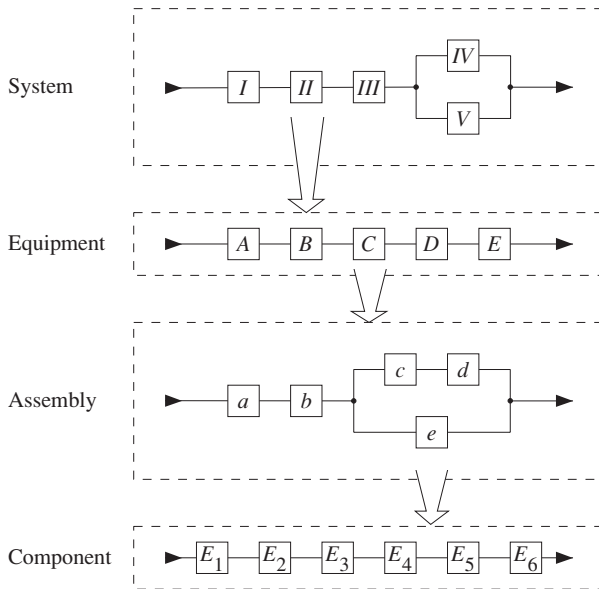 IV
System I II III
V
Equipment A B C D E
c d
Assembly a b
e
Component E1 E2 E3 E4 E5 E6